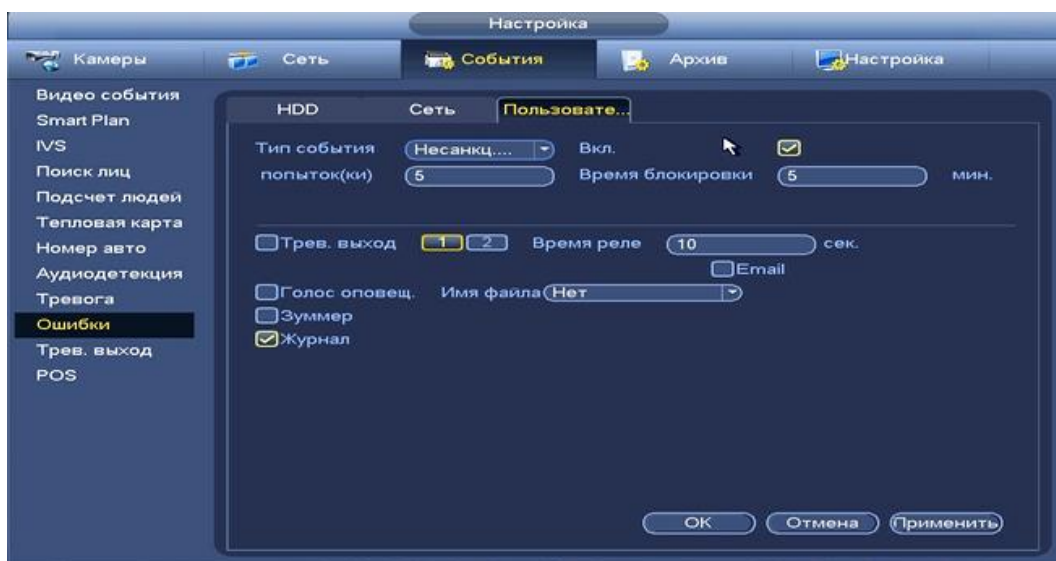 Настройка
Камеры Сеть События Архив Настройка
Видео события
Smart Plan
IVS
Поиск лиц
Подсчет людей
Тепловая карта
Номер авто
Аудиодетекция
Тревога
Ошибки
Трев. выход
POS
HDD Сеть Пользовате...
Тип события Несанкц.... Вкл.
попыток(ки) 5 Время блокировки 5 мин.
Трев. выход 1 2 Время реле 10 сек.
Email
Голос оповещ. Имя файла Нет
Зуммер
Журнал
OK Отмена Применить